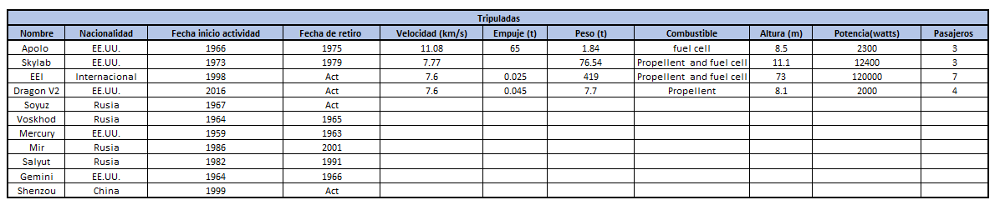 Tripuladas
Nombre Nacionalidad Fecha inicio actividad Fecha de retiro Velocidad (km/s) Empuje (t) Peso (t) Combustible Altura (m) Potencia(watts) Pasajeros
Apolo EE.UU. 1966 1975 11.08 65 1.84 fuel cell 8.5 2300 3
Skylab EE.UU. 1973 1979 7.77 76.54 Propellent and fuel cell 11.1 12400 3
EEI Internacional 1998 Act 7.6 0.025 419 Propellent and fuel cell 73 120000 7
Dragon V2 EE.UU. 2016 Act 7.6 0.045 7.7 Propellent 8.1 2000 4
Soyuz Rusia 1967 Act
Voskhod Rusia 1964 1965
Mercury EE.UU. 1959 1963
Mir Rusia 1986 2001
Salyut Rusia 1982 1991
Gemini EE.UU. 1964 1966
Shenzou China 1999 Act